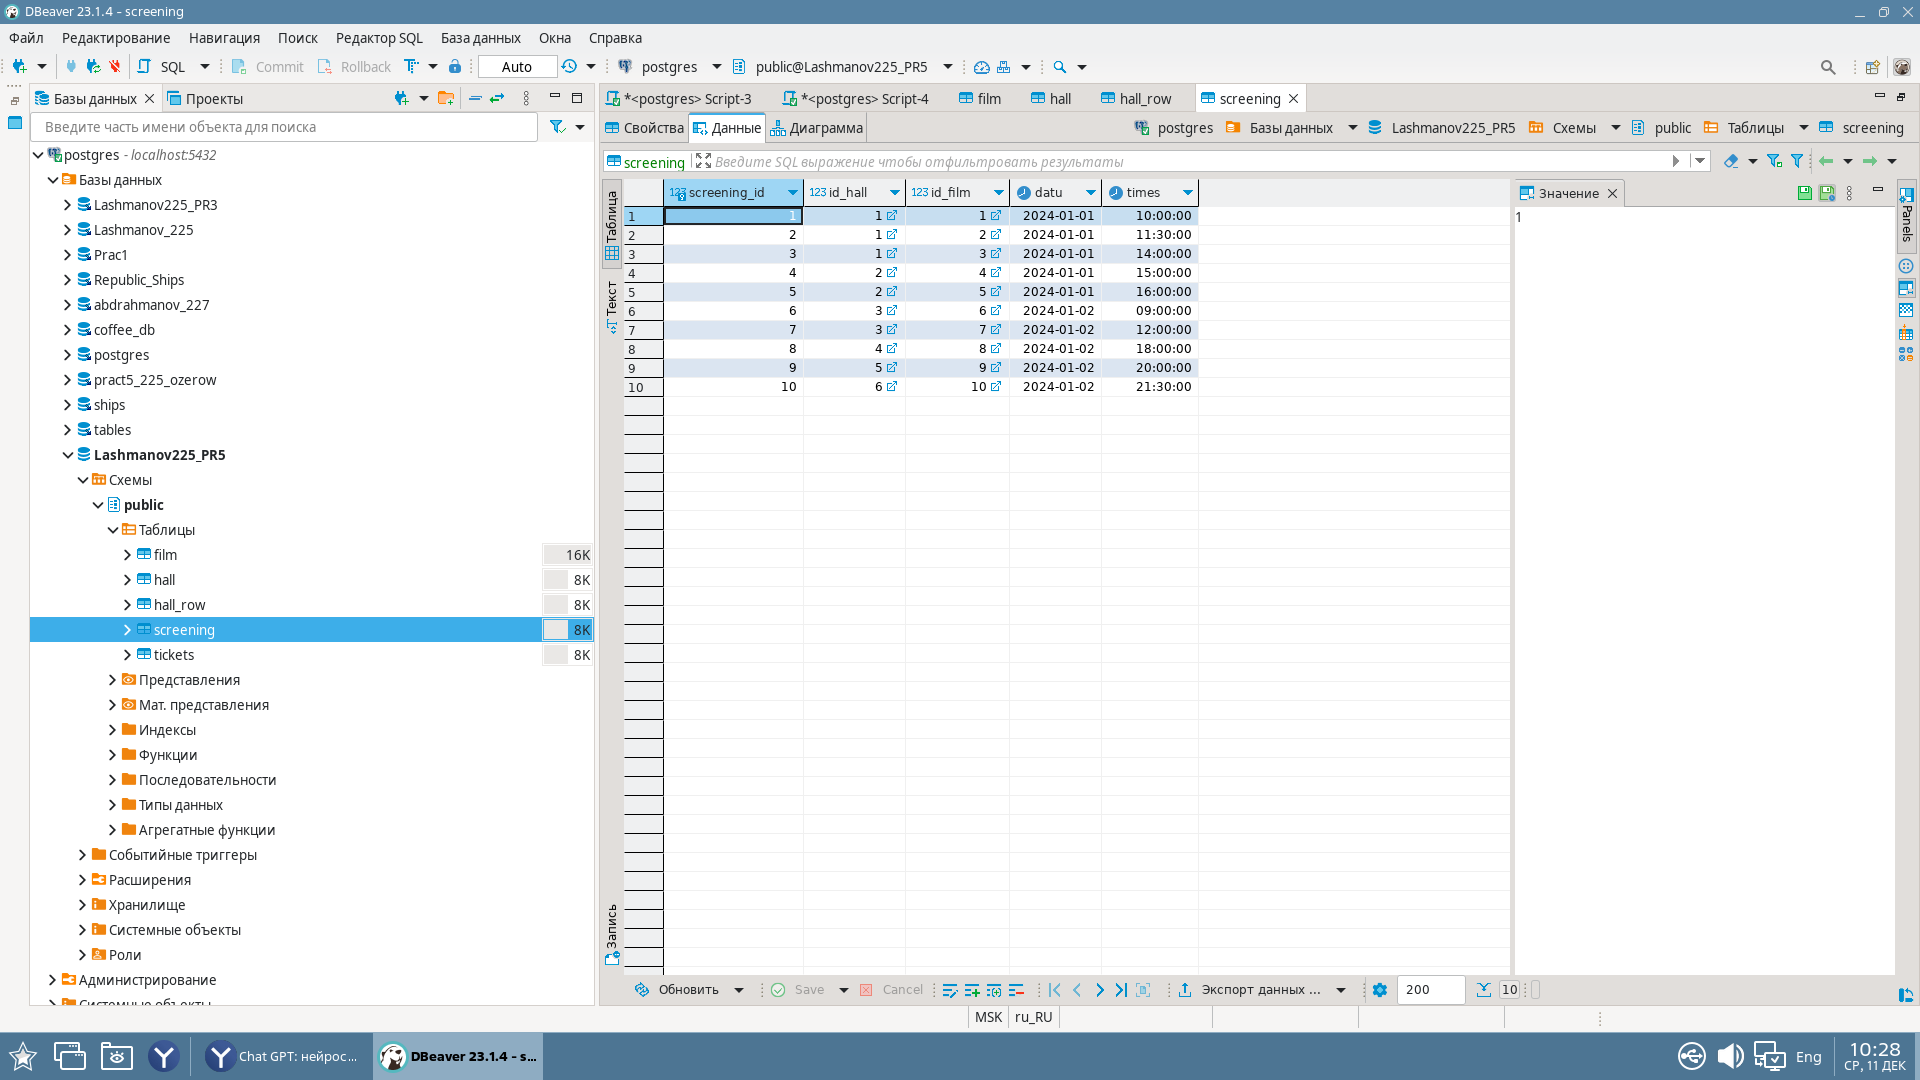 DBeaver 23.1.4 - screening
Файл Редактирование Навигация Поиск Редактор SQL База данных Окна Справка
SQL Commit Rollback Auto postgres public@Lashmanov225_PR5
Базы данных Проекты
*<postgres> Script-3 *<postgres> Script-4 film hall hall_row screening
Введите часть имени объекта для поиска
Свойства Данные Диаграмма postgres Базы данных Lashmanov225_PR5 Схемы public Таблицы screening
screening Введите SQL выражение чтобы отфильтровать результаты
postgres - localhost:5432
Базы данных
Lashmanov225_PR3
Lashmanov_225
Prac1
Republic_Ships
abdrahmanov_227
coffee_db
postgres
pract5_225_ozerow
ships
tables
Lashmanov225_PR5
Схемы
public
Таблицы
film 16K
hall 8K
hall_row 8K
screening 8K
tickets 8K
Представления
Мат. представления
Индексы
Функции
Последовательности
Типы данных
Агрегатные функции
Событийные триггеры
Расширения
Хранилище
Системные объекты
Роли
Администрирование
Системные объекты
Таблица
Текст
Запись
123 screening_id 123 id_hall 123 id_film datu times
1 1 1 1 2024-01-01 10:00:00
2 2 1 2 2024-01-01 11:30:00
3 3 1 3 2024-01-01 14:00:00
4 4 2 4 2024-01-01 15:00:00
5 5 2 5 2024-01-01 16:00:00
6 6 3 6 2024-01-02 09:00:00
7 7 3 7 2024-01-02 12:00:00
8 8 4 8 2024-01-02 18:00:00
9 9 5 9 2024-01-02 20:00:00
10 10 6 10 2024-01-02 21:30:00
Значение
1
Panels
Обновить Save Cancel Экспорт данных ... 200 10
MSK ru_RU
Chat GPT: нейрос...
DBeaver 23.1.4 - s...
Eng
10:28
СР, 11 ДЕК